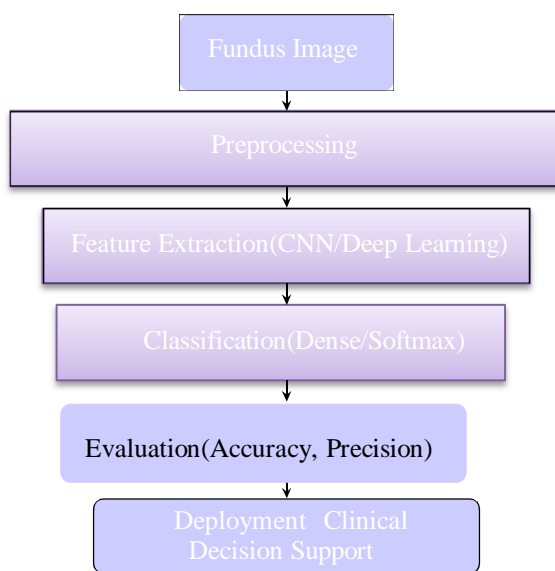 Fundus Image
Preprocessing
Feature Extraction(CNN/Deep Learning)
Classification(Dense/Softmax)
Evaluation(Accuracy, Precision)
Deployment Clinical
Decision Support